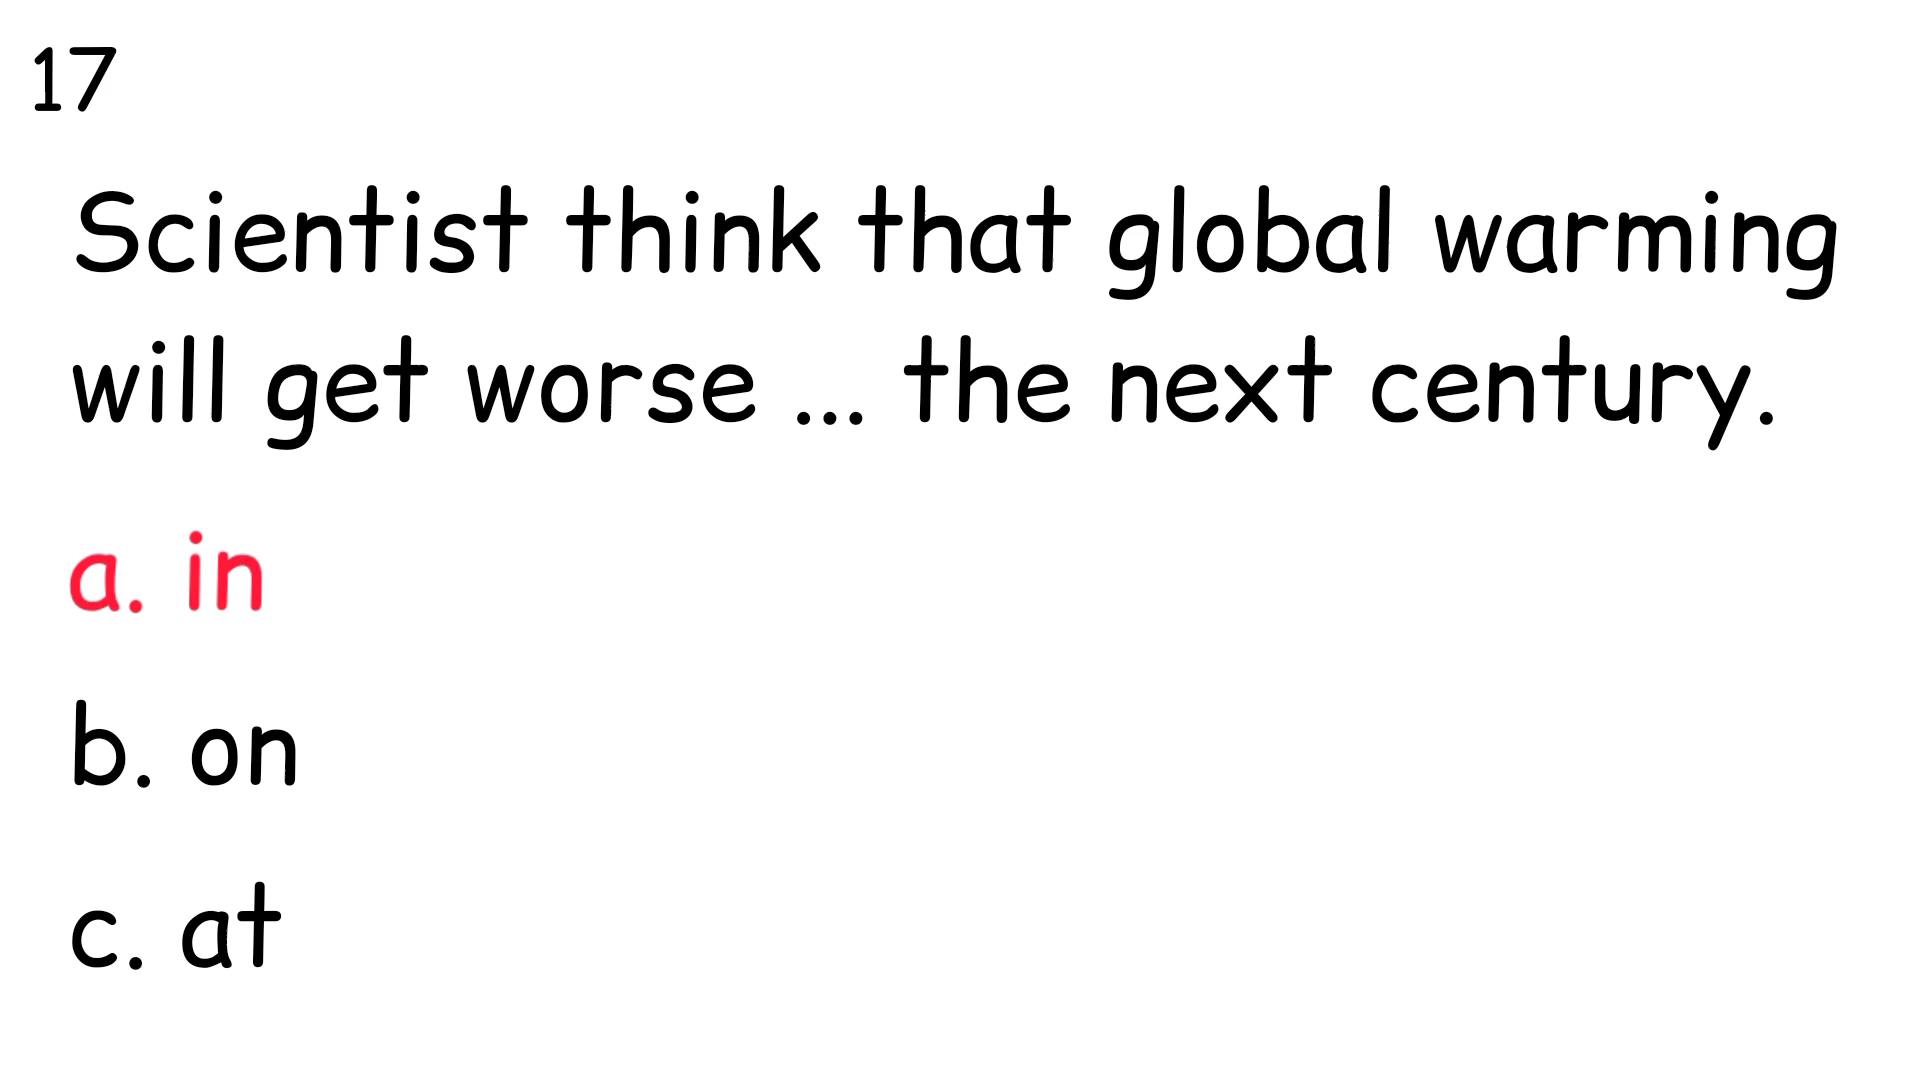 17
Scientist think that global warming
will get worse ... the next century.
a. in
b. on
c. at